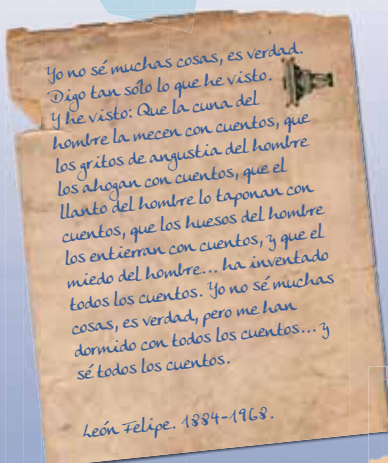 Yo no sé muchas cosas, es verdad.
Digo tan sólo lo que he visto.
Y he visto: Que la cuna del
hombre la mecen con cuentos, que
los gritos de angustia del hombre
los ahogan con cuentos, que el
llanto del hombre lo taponan con
cuentos, que los huesos del hombre
los entierran con cuentos, y que el
miedo del hombre... ha inventado
todos los cuentos. Yo no sé muchas
cosas, es verdad, pero me han
dormido con todos los cuentos... y
sé todos los cuentos.
León Felipe. 1884-1968.